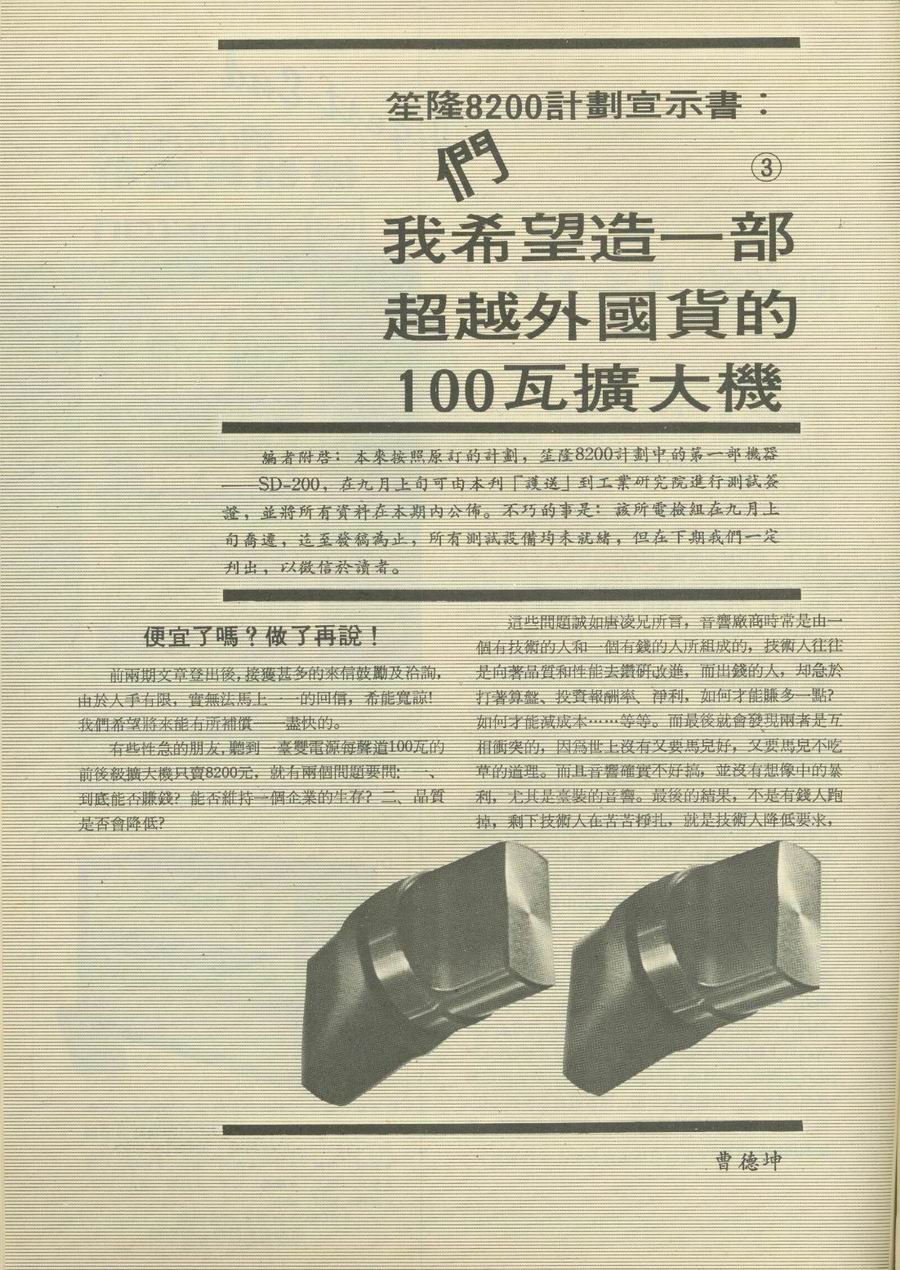 笙隆8200計劃宣示書：
③
們
我希望造一部
超越外國貨的
100瓦擴大機
編者附啓：本來按照原訂的計劃，笙隆8200計劃中的第一部機器
——SD-200，在九月上旬可由本刋「護送」到工業研究院進行測試簽
證，並將所有資料在本期內公佈。不巧的事是：該所電檢組在九月上
旬喬遷，迄至發稿為止，所有測試設備均未就緒，但在下期我們一定
刋出，以徵信於讀者。
便宜了嗎？做了再說！
前兩期文章登出後，接獲甚多的來信鼓勵及洽詢，
由於人手有限，實無法馬上一一的回信，希能寬諒！
我們希望將來能有所補償——盡快的。
有些性急的朋友，聽到一臺雙電源每聲道100瓦的
前後級擴大機只賣8200元，就有兩個問題要問：一、
到底能否賺錢？能否維持一個企業的生存？二、品質
是否會降低？
這些問題誠如唐凌兄所言，音響廠商時常是由一
個有技術的人和一個有錢的人所組成的，技術人往往
是向著品質和性能去鑽研改進，而出錢的人，却急於
打著算盤、投資報酬率、淨利，如何才能賺多一點？
如何才能減成本……等等。而最後就會發現兩者是互
相衝突的，因爲世上沒有又要馬兒好，又要馬兒不吃
草的道理。而且音響確實不好搞，並沒有想像中的暴
利，尤其是臺裝的音響。最後的結果，不是有錢人跑
掉，剩下技術人在苦苦掙扎，就是技術人降低要求，
曹德坤